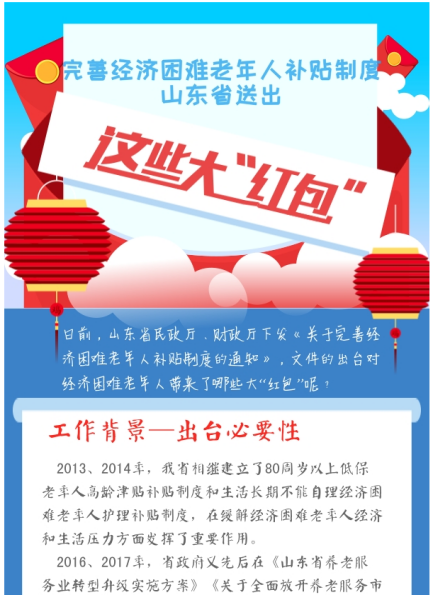 完善经济困难老年人补贴制度
山东省送出
这些大“红包”
日前，山东省民政厅、财政厅下发《关于完善经
济困难老年人补贴制度的通知》，文件的出台对
经济困难老年人带来了哪些大“红包”呢？
工作背景—出台必要性
2013、2014年，我省相继建立了80周岁以上低保
老年人高龄津贴补贴制度和生活长期不能自理经济困
难老年人护理补贴制度，在缓解经济困难老年人经济
和生活压力方面发挥了重要作用。
2016、2017年，省政府又先后在《山东省养老服
务业转型升级实施方案》《关于全面放开养老服务市